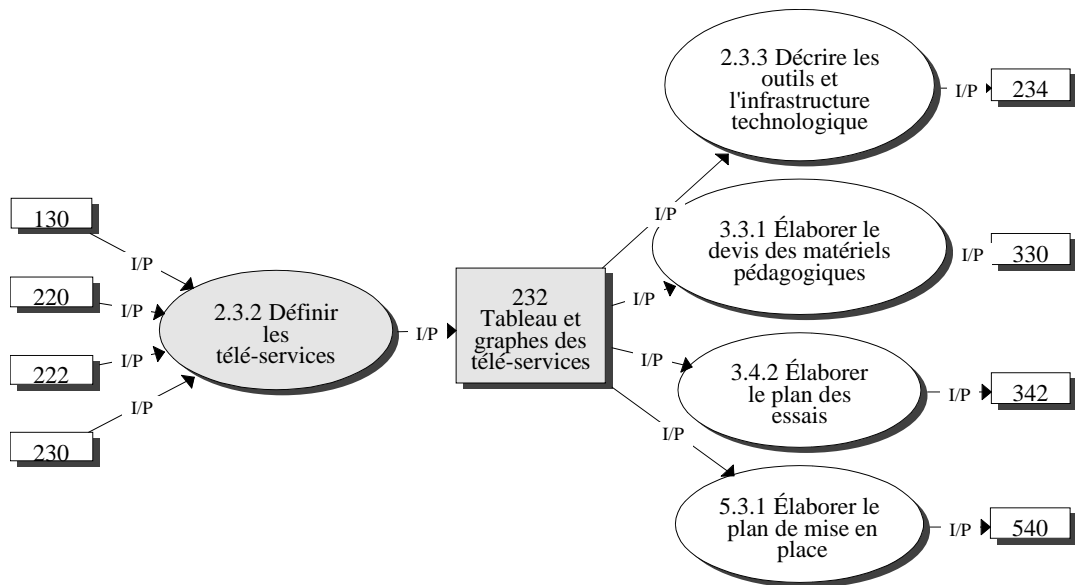 2.3.3 Décrire les
outils et
l'infrastructure
technologique
I/P
234
130
I/P
I/P
3.3.1 Élaborer le
devis des matériels
pédagogiques
I/P
330
220
I/P
2.3.2 Définir
les
télé-services
I/P
232
Tableau et
graphes des
télé-services
I/P
222
I/P
I/P
3.4.2 Élaborer
le plan des
essais
I/P
342
230
I/P
I/P
5.3.1 Élaborer le
plan de mise en
place
I/P
540